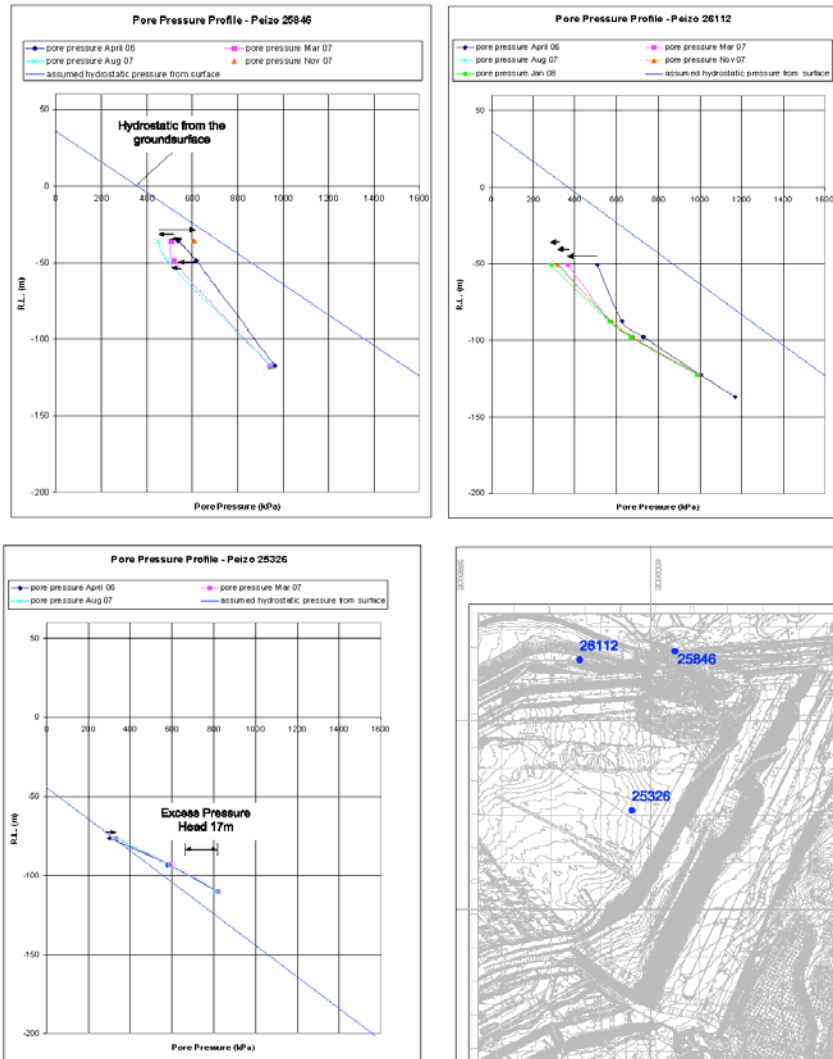 Pore Pressure Profile - Peizo 25846
pore pressure April 06
pore pressure Mar 07
pore pressure Aug 07
pore pressure Nov 07
assumed hydrostatic pressure from surface
Hydrostatic from the
groundsurface
50
0
0 200 400 600 800 1000 1200 1400 1600
-50
-100
-150
-200
R.L. (m)
Pore Pressure (kPa)
Pore Pressure Profile - Peizo 26112
pore pressure April 06
pore pressure Mar 07
pore pressure Aug 07
pore pressure Nov 07
pore pressure Jan 08
assumed hydrostatic pressure from surface
50
0
0 200 400 600 800 1000 1200 1400 1600
-50
-100
-150
-200
R.L. (m)
Pore Pressure (kPa)
Pore Pressure Profile - Peizo 25326
pore pressure April 06
pore pressure Mar 07
pore pressure Aug 07
assumed hydrostatic pressure from surface
50
0
0 200 400 600 800 1000 1200 1400 1600
-50
Excess Pressure
Head 17m
-100
-150
-200
R.L. (m)
Pore Pressure (kPa)
26112
25846
25326